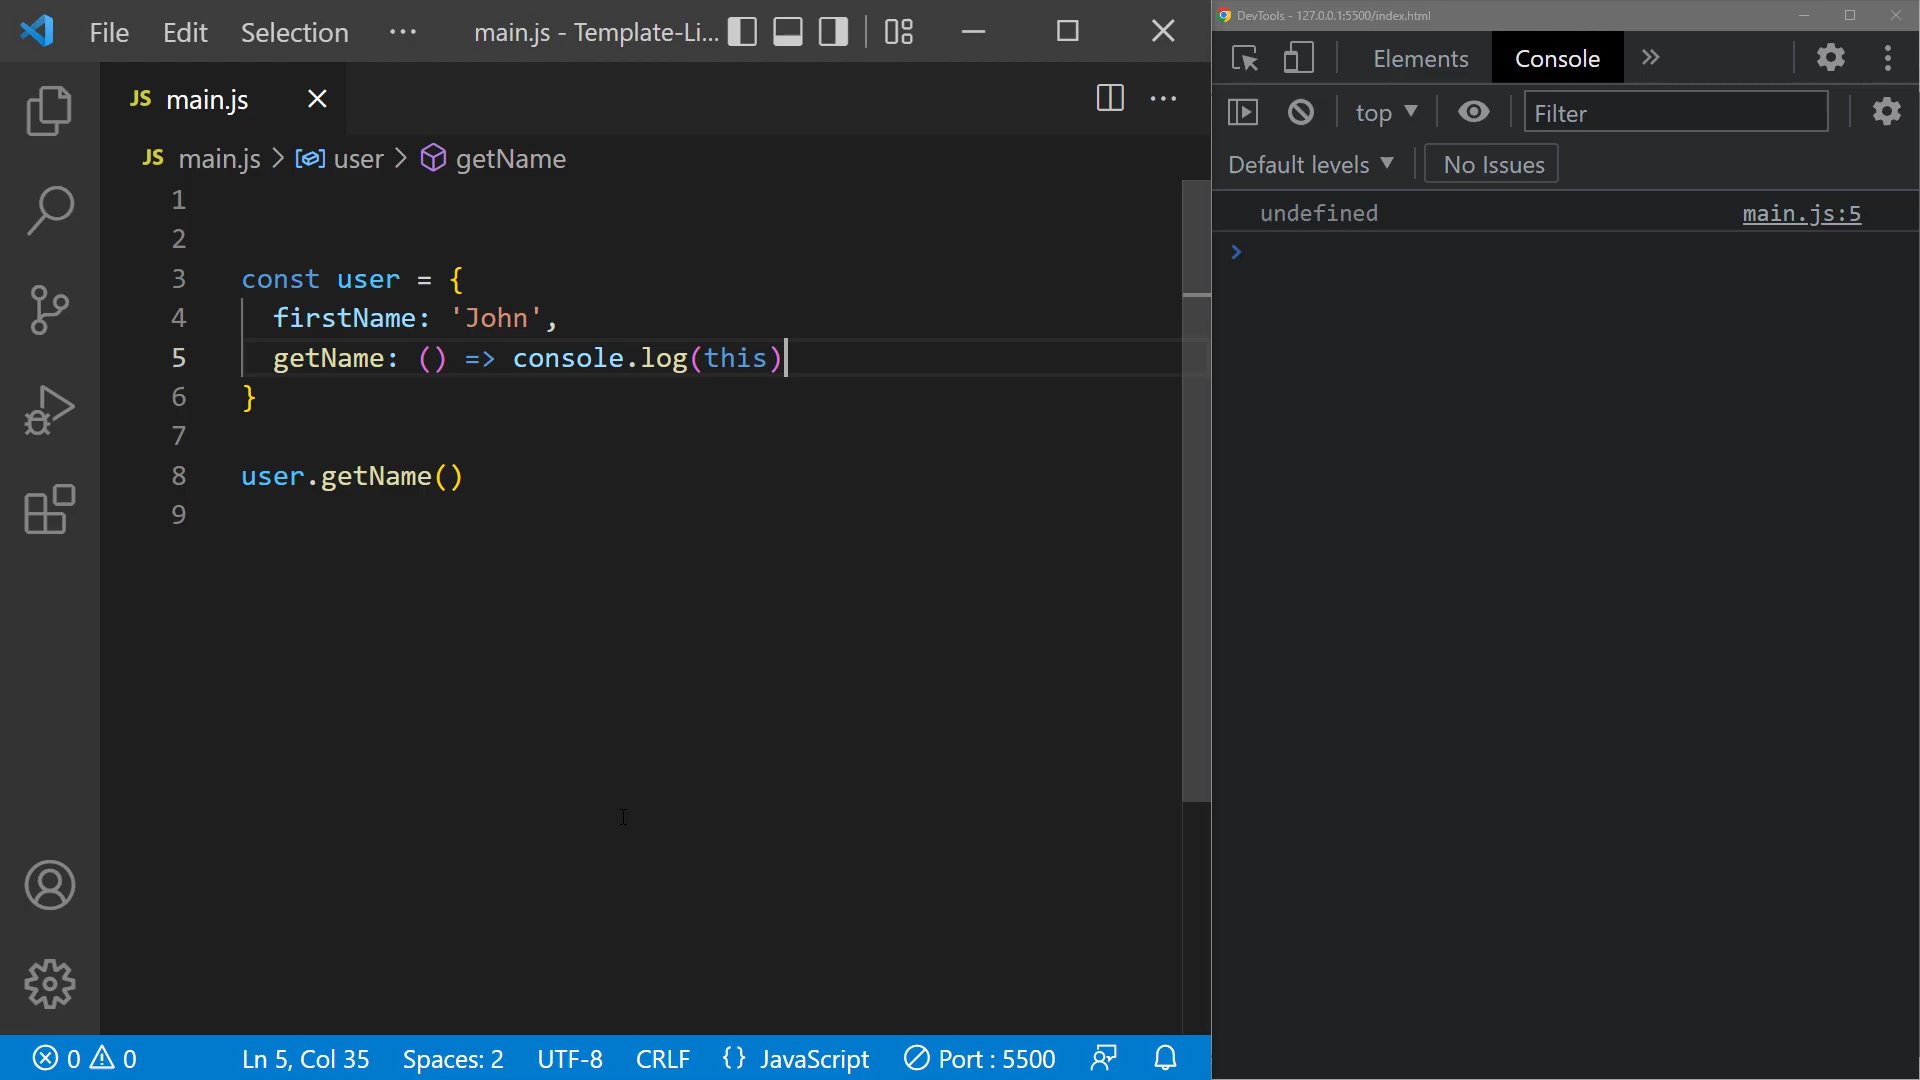 File Edit Selection ··· main.js - Template-Li...
JS main.js
JS main.js > user > getName
1
2
3 const user = {
4 firstName: 'John',
5 getName: () => console.log(this)
6 }
7
8 user.getName()
9
0 0 Ln 5, Col 35 Spaces: 2 UTF-8 CRLF {} JavaScript Port : 5500
DevTools - 127.0.0.1:5500/index.html
Elements Console »
top Filter
Default levels No Issues
undefined main.js:5
>